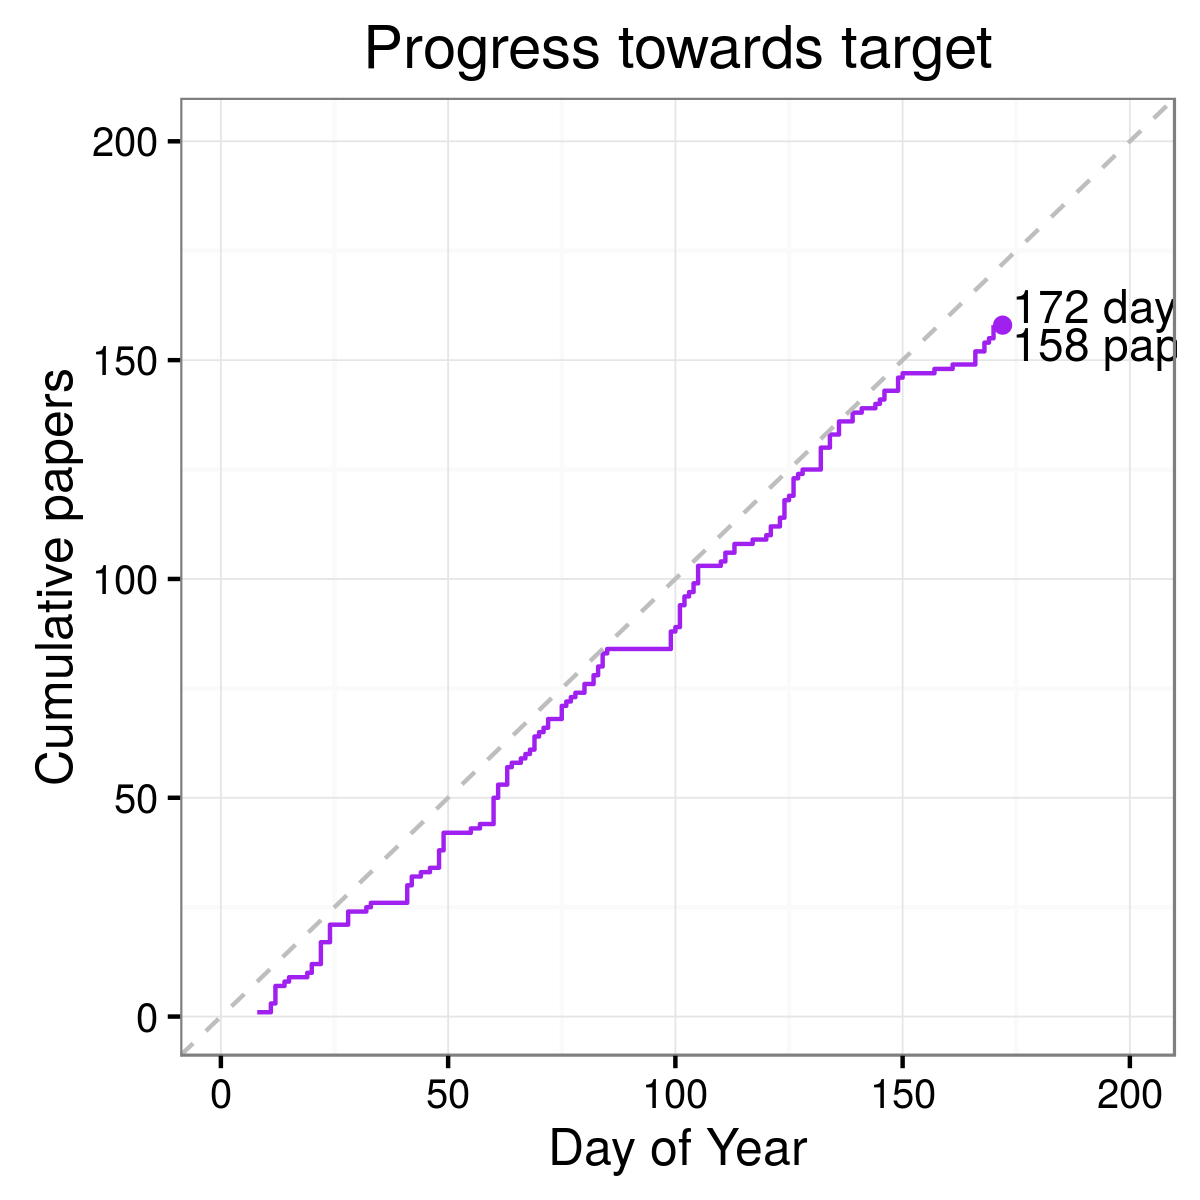 Progress towards target
200
150
100
50
0
172 day
158 pap
0 50 100 150 200
Day of Year
Cumulative papers